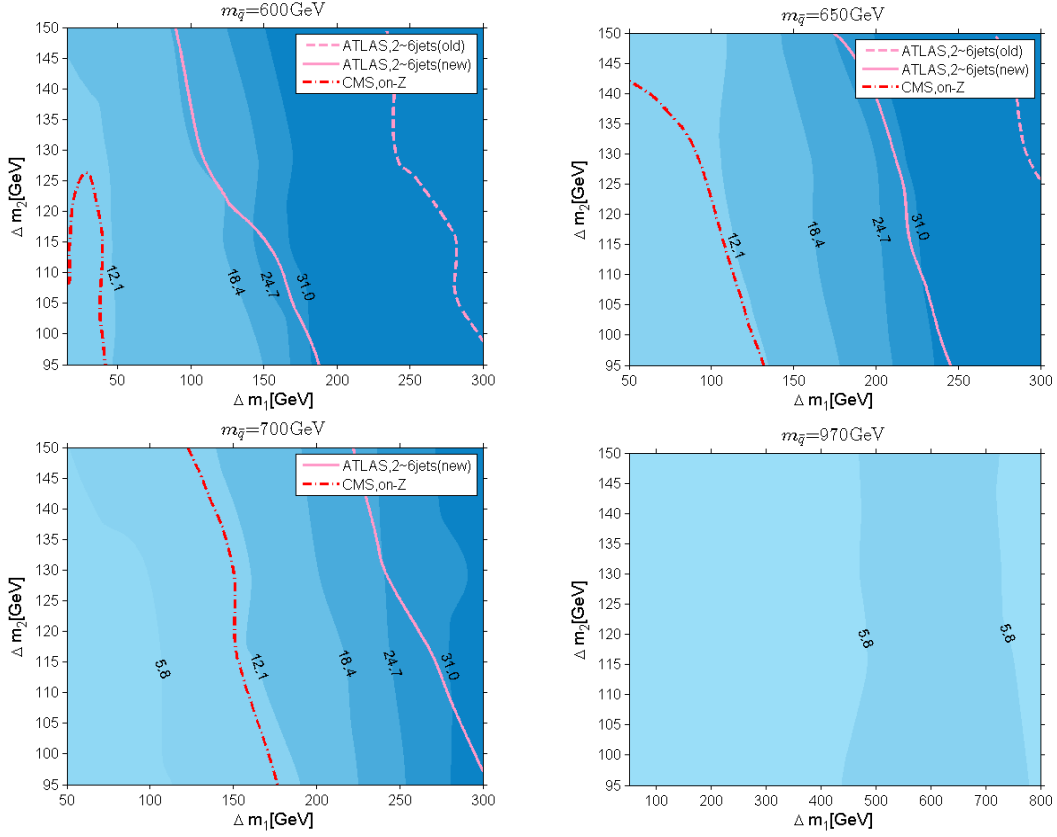 m_q̃=600GeV
150
145
140
135
130
125
120
115
110
105
100
95
Δ m₂[GeV]
ATLAS,2~6jets(old)
ATLAS,2~6jets(new)
CMS,on-Z
12.1
18.4
24.7
31.0
50 100 150 200 250 300
Δ m₁[GeV]
m_q̃=650GeV
150
145
140
135
130
125
120
115
110
105
100
95
Δ m₂[GeV]
ATLAS,2~6jets(old)
ATLAS,2~6jets(new)
CMS,on-Z
12.1
18.4
24.7
31.0
50 100 150 200 250 300
Δ m₁[GeV]
m_q̃=700GeV
150
145
140
135
130
125
120
115
110
105
100
95
Δ m₂[GeV]
ATLAS,2~6jets(new)
CMS,on-Z
5.8
12.1
18.4
24.7
31.0
50 100 150 200 250 300
Δ m₁[GeV]
m_q̃=970GeV
150
145
140
135
130
125
120
115
110
105
100
95
Δ m₂[GeV]
5.8
5.8
100 200 300 400 500 600 700 800
Δ m₁[GeV]